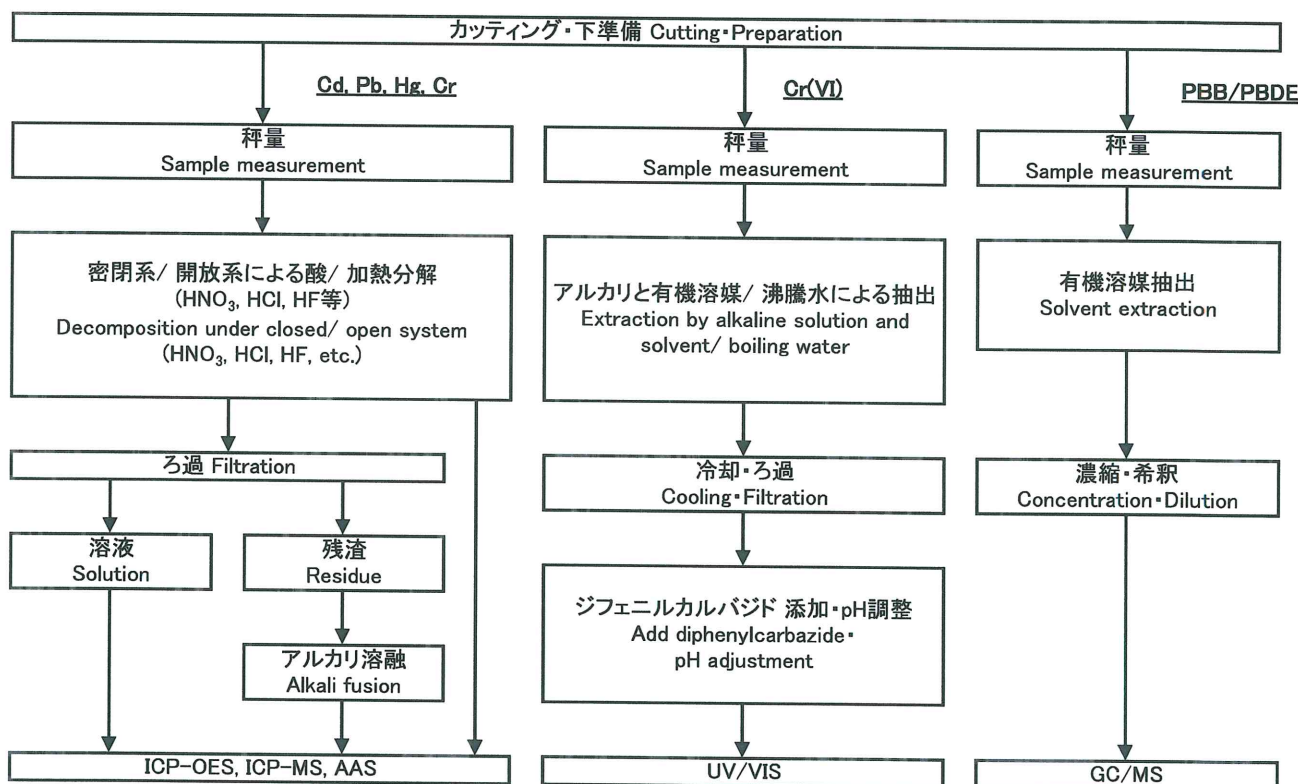 カッティング・下準備 Cutting・Preparation
Cd, Pb, Hg, Cr
秤量
Sample measurement
密閉系/ 開放系による酸/ 加熱分解
(HNO₃, HCl, HF等)
Decomposition under closed/ open system
(HNO₃, HCl, HF, etc.)
ろ過 Filtration
溶液
Solution
残渣
Residue
アルカリ溶融
Alkali fusion
ICP-OES, ICP-MS, AAS
Cr(VI)
秤量
Sample measurement
アルカリと有機溶媒/ 沸騰水による抽出
Extraction by alkaline solution and
solvent/ boiling water
冷却・ろ過
Cooling・Filtration
ジフェニルカルバジド 添加・pH調整
Add diphenylcarbazide・
pH adjustment
UV/VIS
PBB/PBDE
秤量
Sample measurement
有機溶媒抽出
Solvent extraction
濃縮・希釈
Concentration・Dilution
GC/MS